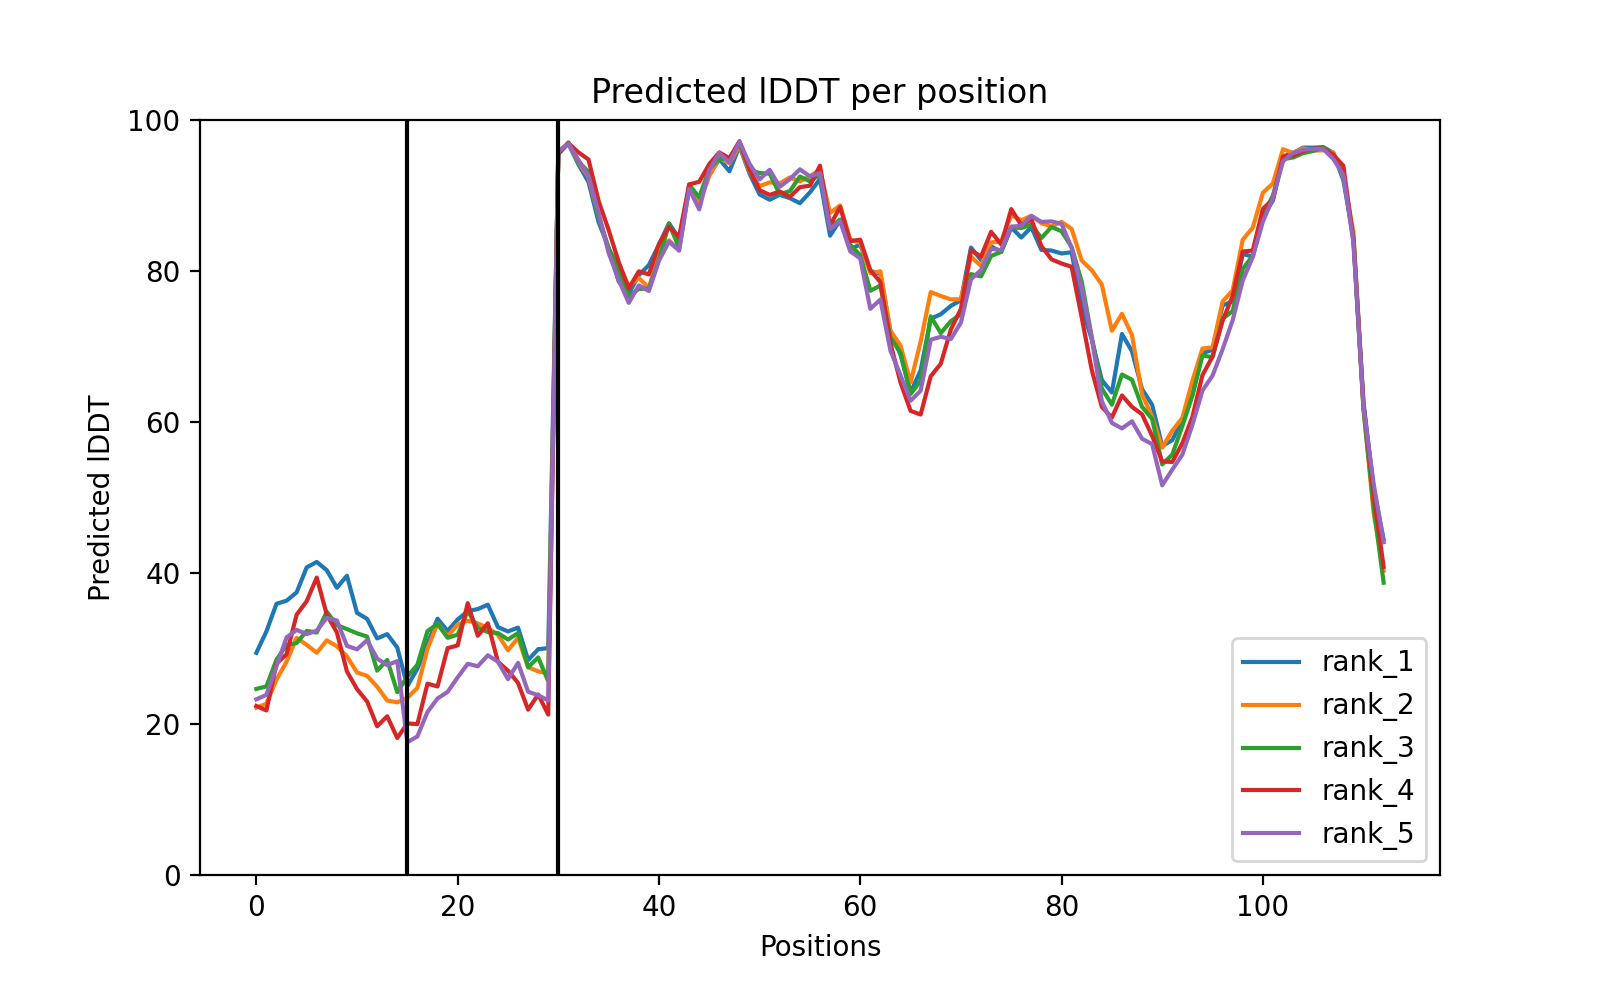 Predicted lDDT per position
100
80
60
40
20
0
Predicted lDDT
0 20 40 60 80 100
Positions
rank_1
rank_2
rank_3
rank_4
rank_5